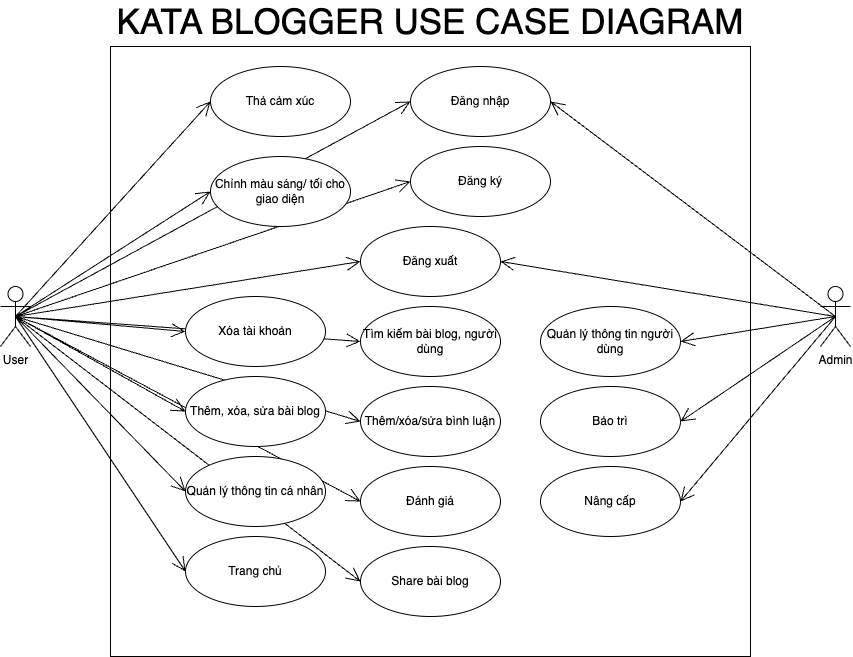 KATA BLOGGER USE CASE DIAGRAM
Thả cảm xúc
Đăng nhập
Chỉnh màu sáng/ tối cho
giao diện
Đăng ký
Đăng xuất
Xóa tài khoản
Tìm kiếm bài blog, người
dùng
Quản lý thông tin người
dùng
User
Admin
Thêm, xóa, sửa bài blog
Thêm/xóa/sửa bình luận
Bảo trì
Quản lý thông tin cá nhân
Đánh giá
Nâng cấp
Trang chủ
Share bài blog